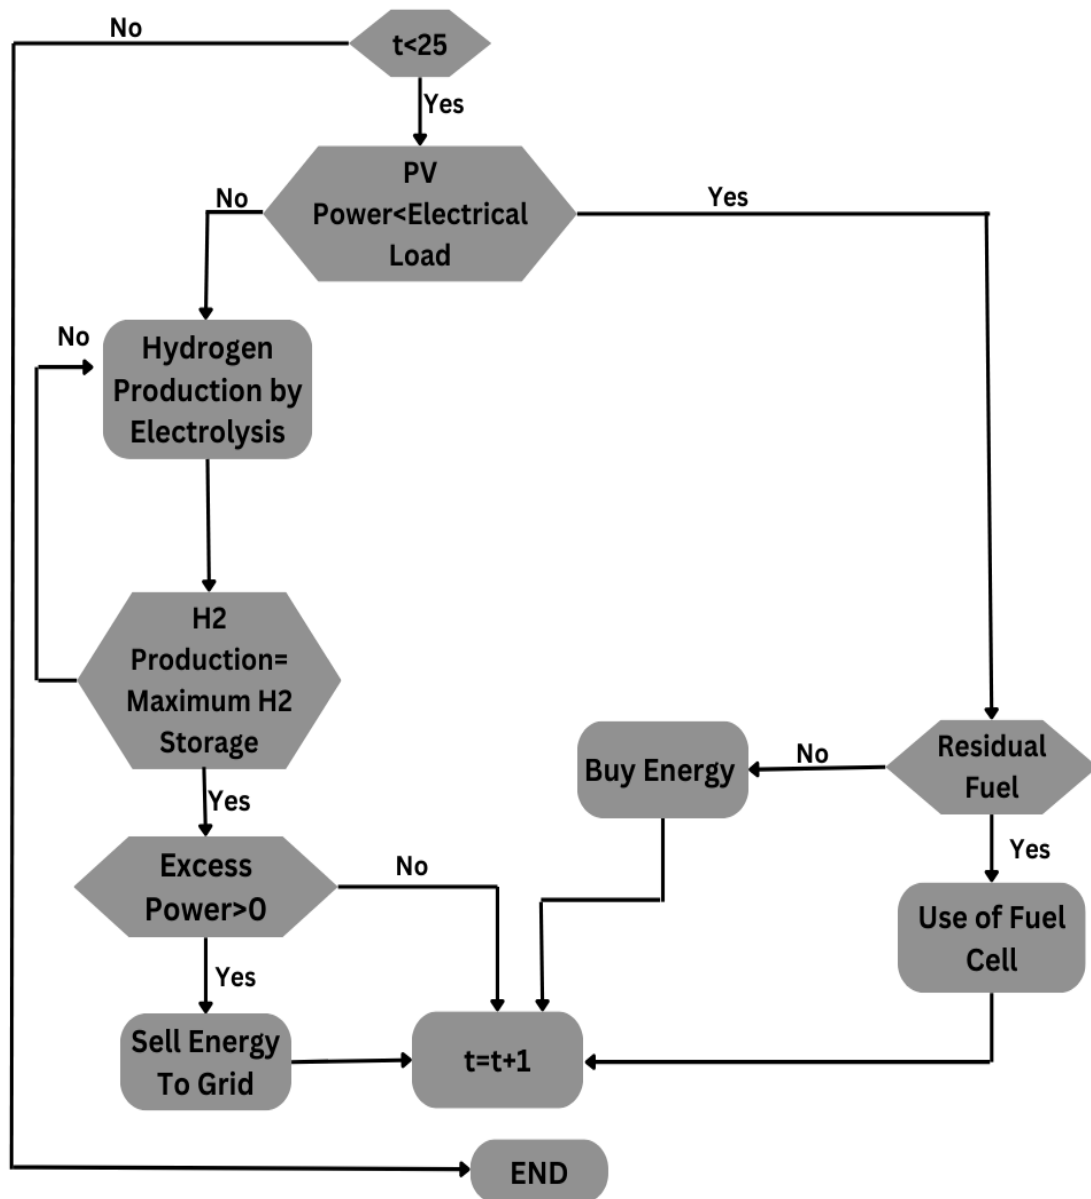 No
t<25
Yes
PV
Power<Electrical
Load
No
Yes
No
Hydrogen
Production by
Electrolysis
H2
Production=
Maximum H2
Storage
Yes
Buy Energy
No
Residual
Fuel
Yes
Excess
Power>0
No
Use of Fuel
Cell
Yes
Sell Energy
To Grid
t=t+1
END